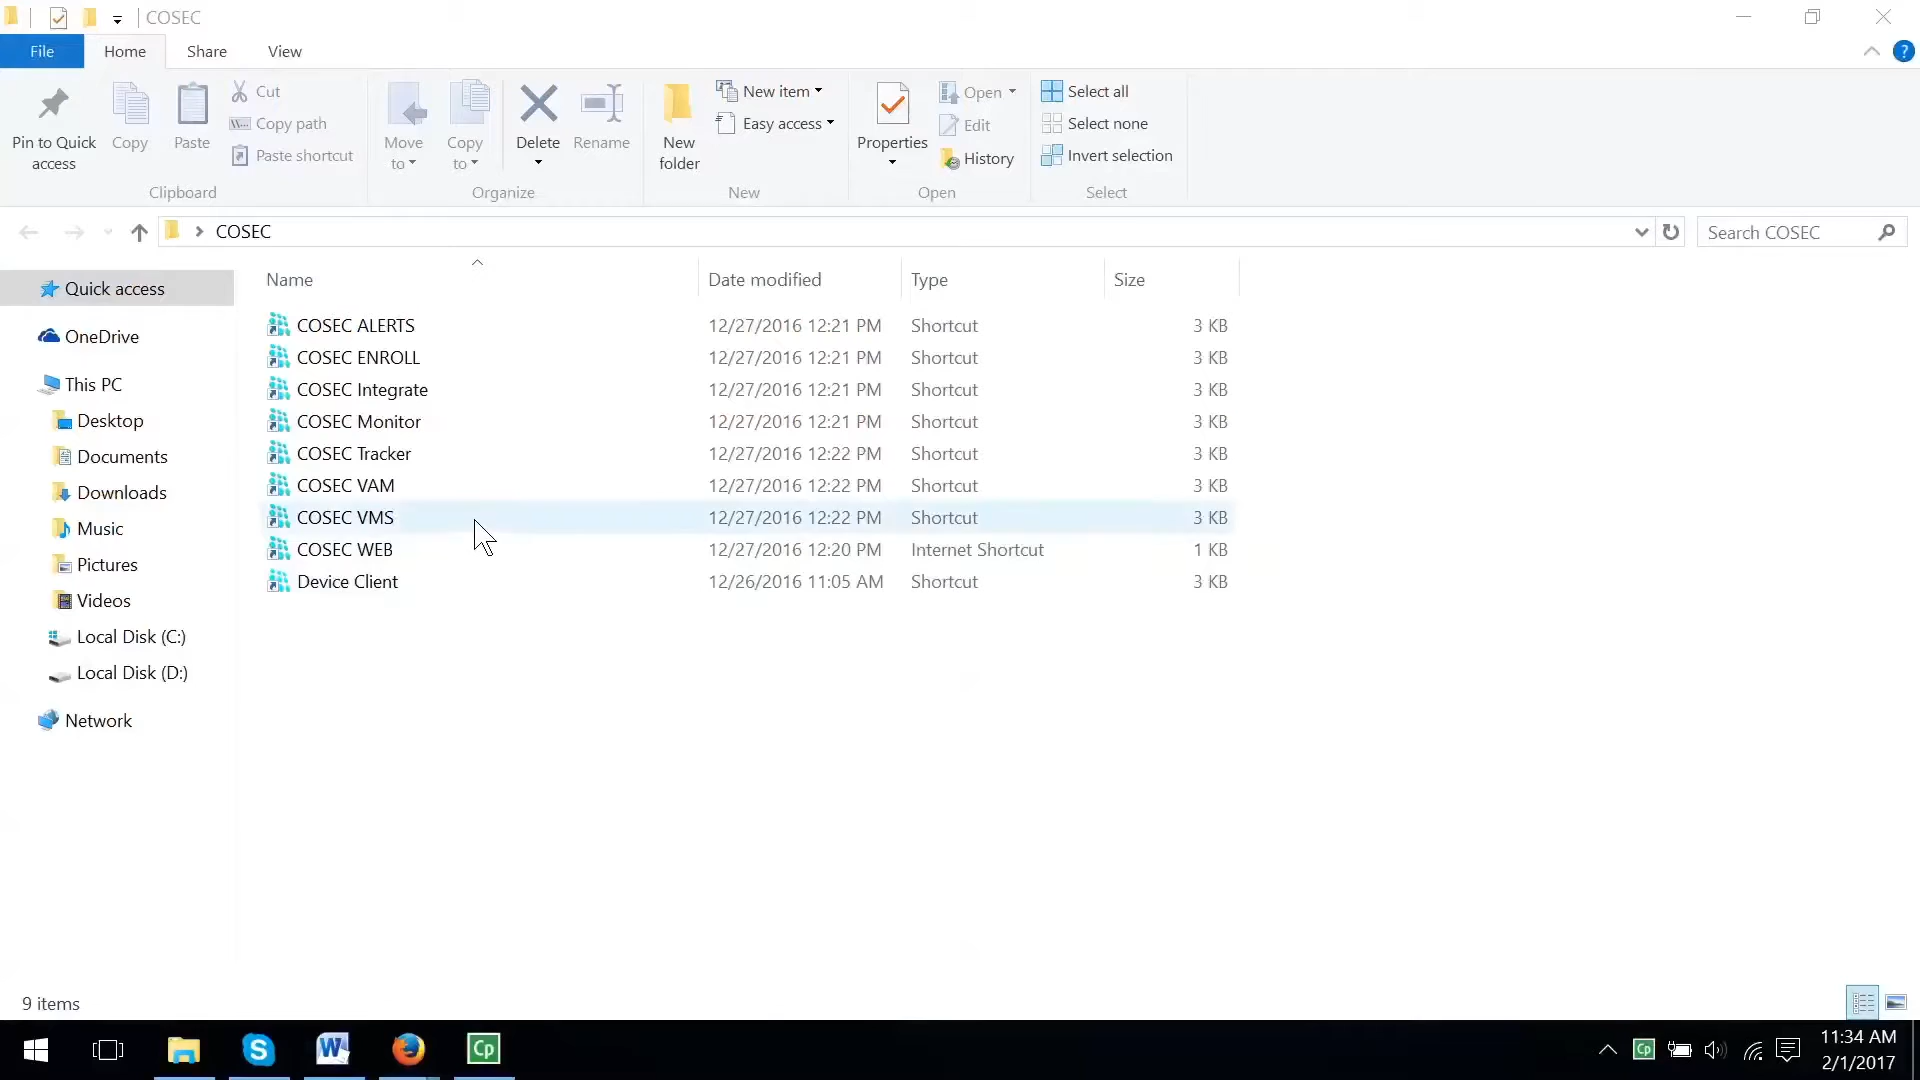 COSEC
File Home Share View
?
Pin to Quick access
Copy
Paste
Cut
Copy path
Paste shortcut
Clipboard
Move to
Copy to
Delete
Rename
Organize
New folder
New item
Easy access
New
Properties
Open
Edit
History
Open
Select all
Select none
Invert selection
Select
COSEC
Search COSEC
Quick access
OneDrive
This PC
Desktop
Documents
Downloads
Music
Pictures
Videos
Local Disk (C:)
Local Disk (D:)
Network
Name Date modified Type Size
COSEC ALERTS 12/27/2016 12:21 PM Shortcut 3 KB
COSEC ENROLL 12/27/2016 12:21 PM Shortcut 3 KB
COSEC Integrate 12/27/2016 12:21 PM Shortcut 3 KB
COSEC Monitor 12/27/2016 12:21 PM Shortcut 3 KB
COSEC Tracker 12/27/2016 12:22 PM Shortcut 3 KB
COSEC VAM 12/27/2016 12:22 PM Shortcut 3 KB
COSEC VMS 12/27/2016 12:22 PM Shortcut 3 KB
COSEC WEB 12/27/2016 12:20 PM Internet Shortcut 1 KB
Device Client 12/26/2016 11:05 AM Shortcut 3 KB
9 items
S W Cp Cp
11:34 AM
2/1/2017